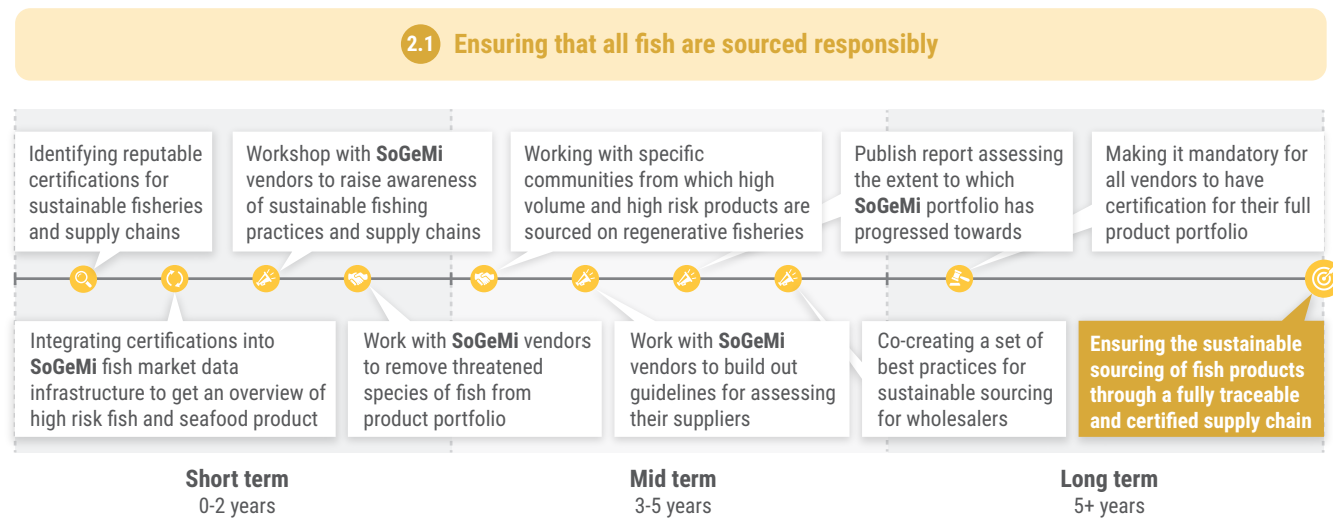 2.1 Ensuring that all fish are sourced responsibly
Identifying reputable
certifications for
sustainable fisheries
and supply chains
Workshop with SoGeMi
vendors to raise awareness
of sustainable fishing
practices and supply chains
Working with specific
communities from which high
volume and high risk products are
sourced on regenerative fisheries
Publish report assessing
the extent to which
SoGeMi portfolio has
progressed towards
Making it mandatory for
all vendors to have
certification for their full
product portfolio
Integrating certifications into
SoGeMi fish market data
infrastructure to get an overview of
high risk fish and seafood product
Work with SoGeMi vendors
to remove threatened
species of fish from
product portfolio
Work with SoGeMi
vendors to build out
guidelines for assessing
their suppliers
Co-creating a set of
best practices for
sustainable sourcing
for wholesalers
Ensuring the sustainable
sourcing of fish products
through a fully traceable
and certified supply chain
Short term
0-2 years
Mid term
3-5 years
Long term
5+ years